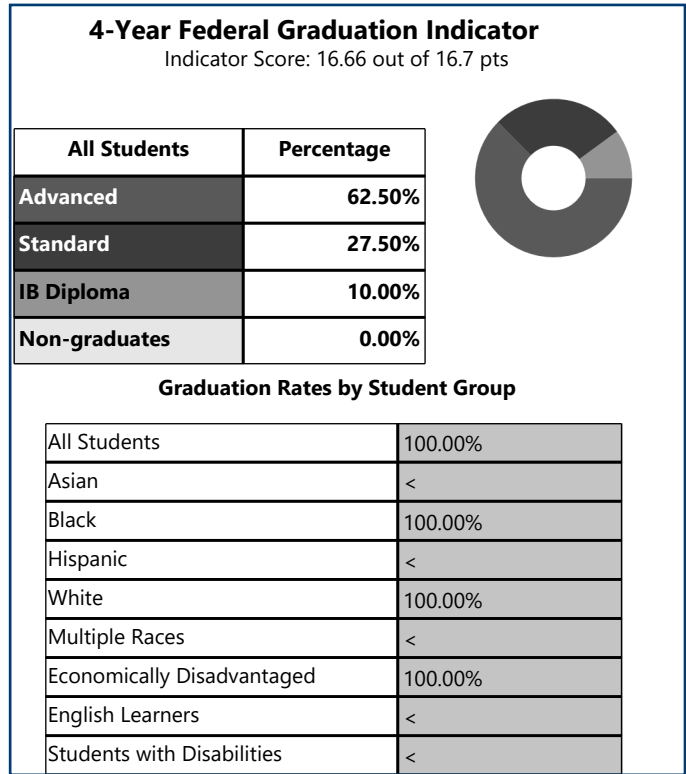 4-Year Federal Graduation Indicator
Indicator Score: 16.66 out of 16.7 pts
All Students Percentage
Advanced 62.50%
Standard 27.50%
IB Diploma 10.00%
Non-graduates 0.00%
Graduation Rates by Student Group
All Students 100.00%
Asian <
Black 100.00%
Hispanic <
White 100.00%
Multiple Races <
Economically Disadvantaged 100.00%
English Learners <
Students with Disabilities <